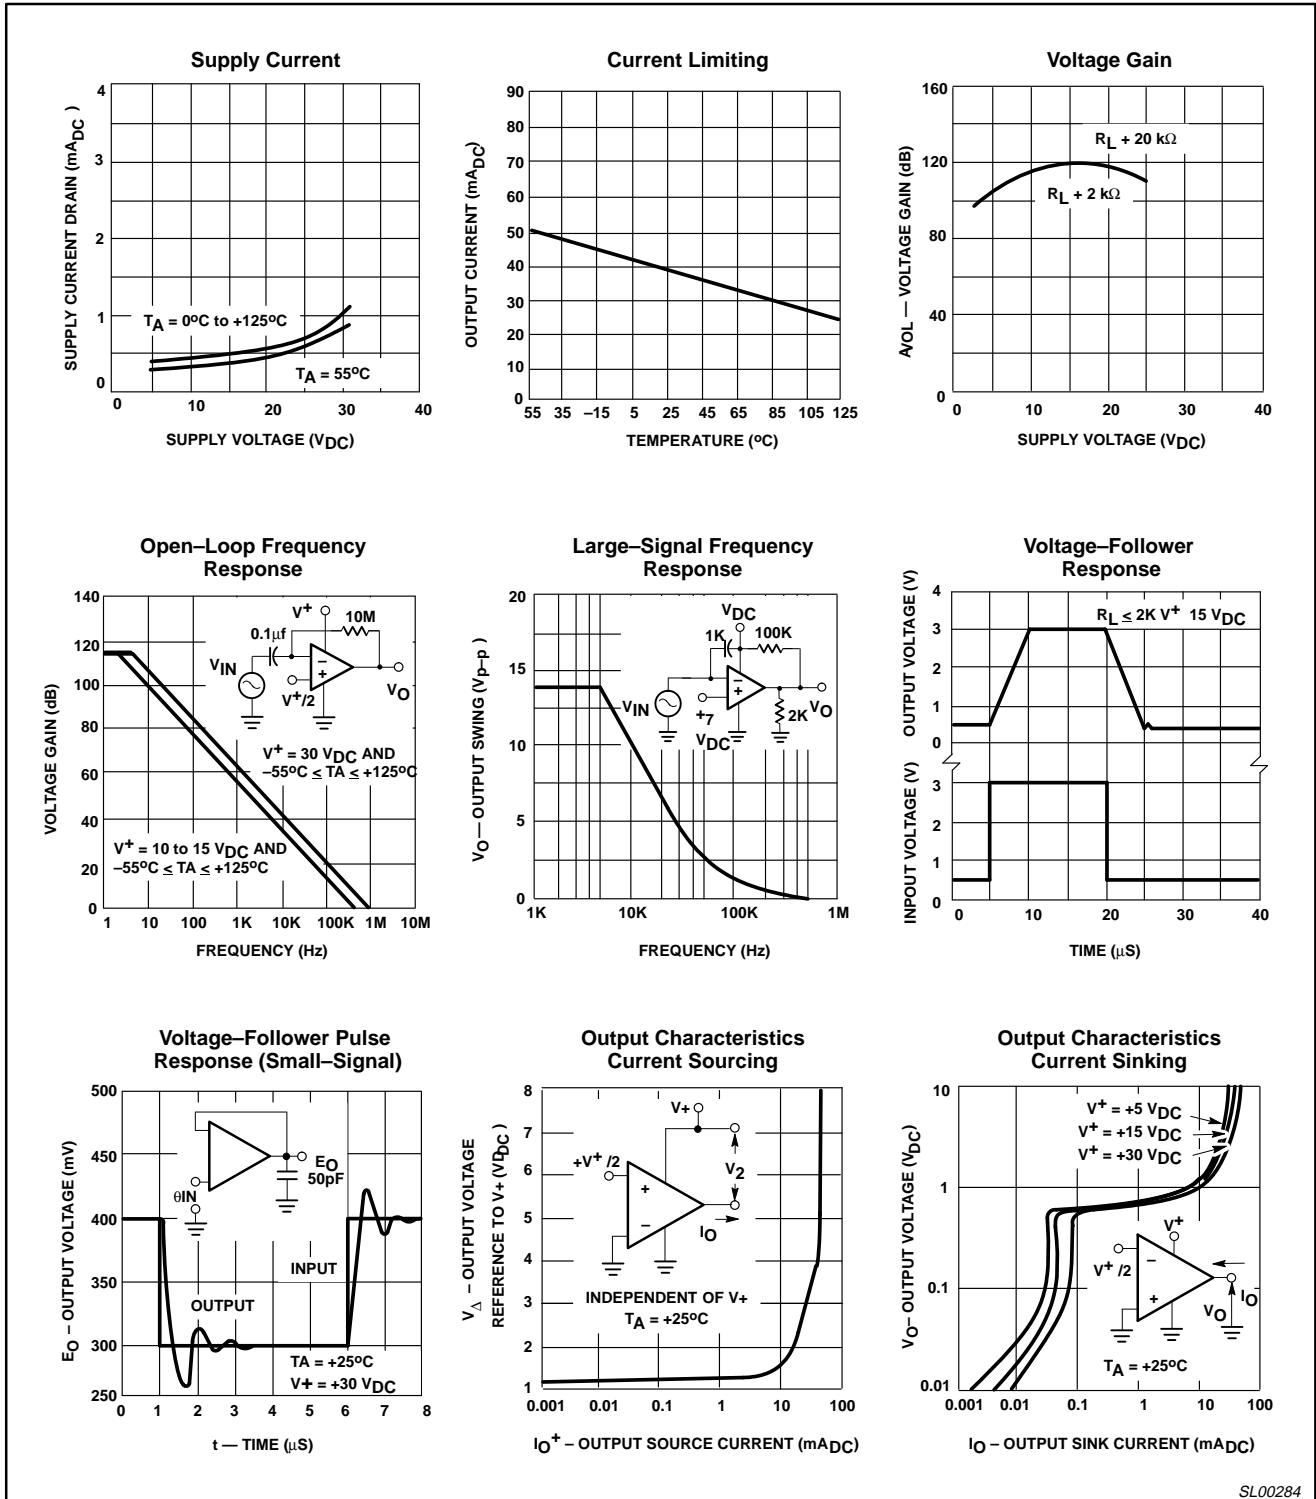 Supply Current
4
3
2
1
0
SUPPLY CURRENT DRAIN (mADC )
TA = 0°C to +125°C
TA = 55°C
0 10 20 30 40
SUPPLY VOLTAGE (VDC)
Current Limiting
90
80
70
60
50
40
30
20
10
0
OUTPUT CURRENT (mADC)
55 35 –15 5 25 45 65 85 105 125
TEMPERATURE (°C)
Voltage Gain
160
120
80
40
0
AVOL — VOLTAGE GAIN (dB)
RL + 20 kΩ
RL + 2 kΩ
0 10 20 30 40
SUPPLY VOLTAGE (VDC)
Open–Loop Frequency
Response
140
120
100
80
60
40
20
0
VOLTAGE GAIN (dB)
V+
10M
0.1μf
VIN
–
+
V+/2
VO
V+ = 30 VDC AND
–55°C ≤ TA ≤ +125°C
V+ = 10 to 15 VDC AND
–55°C ≤ TA ≤ +125°C
1 10 100 1K 10K 100K 1M 10M
FREQUENCY (Hz)
Large–Signal Frequency
Response
20
15
10
5
0
VO — OUTPUT SWING (Vp–p)
VDC
1K
100K
VIN
–
+
+7
VDC
2K
VO
1K 10K 100K 1M
FREQUENCY (Hz)
Voltage–Follower
Response
4
3
2
1
0
OUTPUT VOLTAGE (V)
RL ≤ 2K V+ 15 VDC
3
2
1
0
INPOUT VOLTAGE (V)
0 10 20 30 40
TIME (μS)
Voltage–Follower Pulse
Response (Small–Signal)
500
450
400
350
300
250
EO – OUTPUT VOLTAGE (mV)
EO
50pF
θIN
INPUT
OUTPUT
TA = +25°C
V+ = +30 VDC
0 1 2 3 4 5 6 7 8
t — TIME (μS)
Output Characteristics
Current Sourcing
8
7
6
5
4
3
2
1
V∆ – OUTPUT VOLTAGE
REFERENCE TO V+ (VDC)
V+
+V+ /2
+
–
V2
IO
INDEPENDENT OF V+
TA = +25°C
0.001 0.01 0.1 1 10 100
IO+ – OUTPUT SOURCE CURRENT (mADC)
Output Characteristics
Current Sinking
10
1
0.1
0.01
VO– OUTPUT VOLTAGE (VDC)
V+ = +5 VDC
V+ = +15 VDC
V+ = +30 VDC
V+
V+ /2
–
+
IO
VO
TA = +25°C
0.001 0.01 0.1 1 10 100
IO – OUTPUT SINK CURRENT (mADC)
SL00284